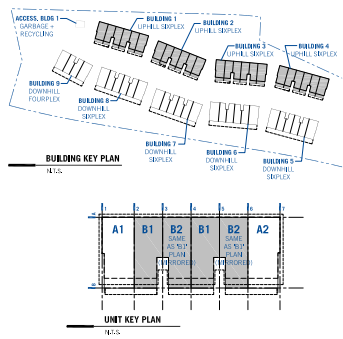 ACCESS, BLDG 1
GARBAGE +
RECYCLING
BUILDING 1
UPHILL SIXPLEX
BUILDING 2
UPHILL SIXPLEX
BUILDING 3
UPHILL SIXPLEX
BUILDING 4
UPHILL SIXPLEX
BUILDING 9
DOWNHILL
FOURPLEX
BUILDING 8
DOWNHILL
SIXPLEX
BUILDING 7
DOWNHILL
SIXPLEX
BUILDING 6
DOWNHILL
SIXPLEX
BUILDING 5
DOWNHILL
SIXPLEX
BUILDING KEY PLAN
N.T.S.
1 2 3 4 5 6 7
A
A1 B1 B2 B1 B2 A2
SAME
AS 'B1'
PLAN
(MIRRORED)
SAME
AS 'B1'
PLAN
(MIRRORED)
B
UNIT KEY PLAN
N.T.S.